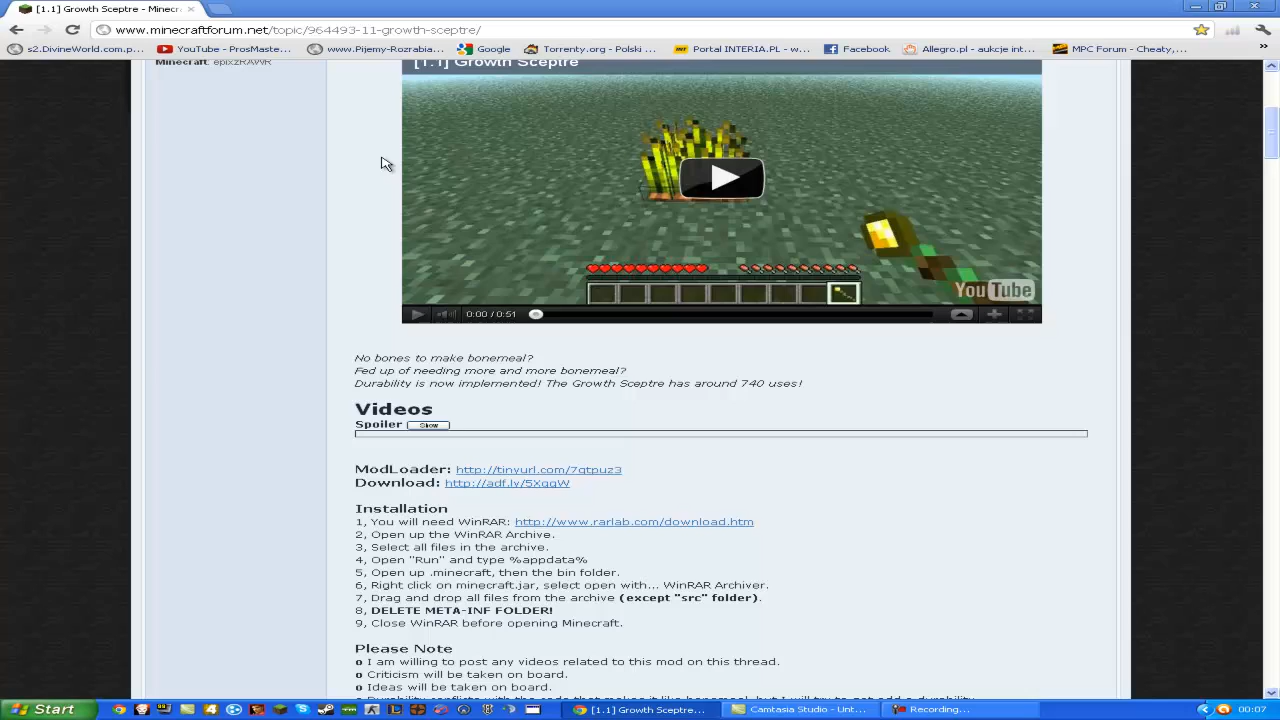 [1.1] Growth Sceptre - Minecr
www.minecraftforum.net/topic/964493-11-growth-sceptre/
s2.DivineWorld.com.p... YouTube - ProsMaste... www.Pijemy-Rozrabia... Google Torrenty.org - Polski ... Portal INTERIA.PL - w... Facebook Allegro.pl - aukcje int... MPC Forum - Cheaty,... »
Minecraft: epixzRAWR
[1.1] Growth Sceptre
YouTube
0:00 / 0:51
No bones to make bonemeal?
Fed up of needing more and more bonemeal?
Durability is now implemented! The Growth Sceptre has around 740 uses!
Videos
Spoiler Show
ModLoader: http://tinyurl.com/7qtpuz3
Download: http://adf.ly/5XgqW
Installation
1, You will need WinRAR: http://www.rarlab.com/download.htm
2, Open up the WinRAR Archive.
3, Select all files in the archive.
4, Open "Run" and type %appdata%
5, Open up .minecraft, then the bin folder.
6, Right click on minecraft.jar, select open with... WinRAR Archiver.
7, Drag and drop all files from the archive (except "src" folder).
8, DELETE META-INF FOLDER!
9, Close WinRAR before opening Minecraft.
Please Note
o I am willing to post any videos related to this mod on this thread.
o Criticism will be taken on board.
o Ideas will be taken on board.
Start [1.1] Growth Sceptre... Camtasia Studio - Unt... Recording... 00:07